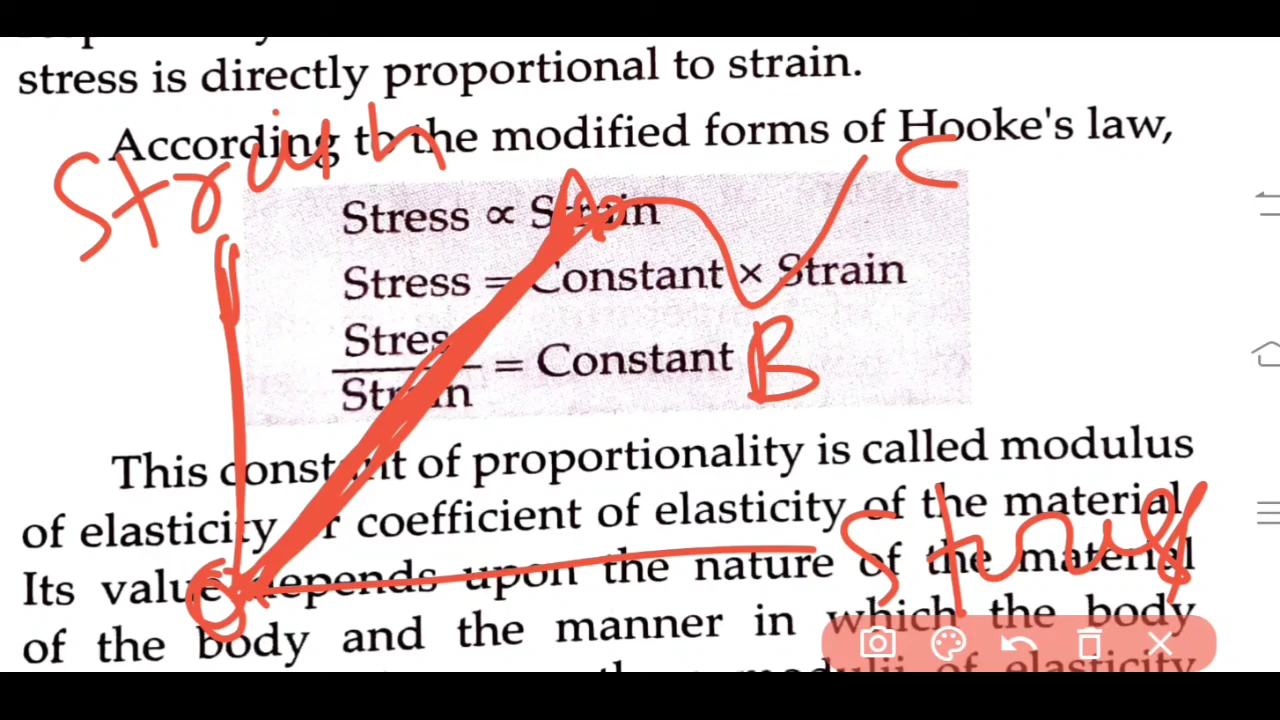 stress is directly proportional to strain.
According to the modified forms of Hooke's law,
Strain
C
Stress ∝ Strain
A
Stress = Constant × Strain
Stress
Strain
= Constant
B
This constant of proportionality is called modulus
of elasticity or coefficient of elasticity of the material.
Stress
Its value depends upon the nature of the material
O
of the body and the manner in which the body
modulii of elasticity